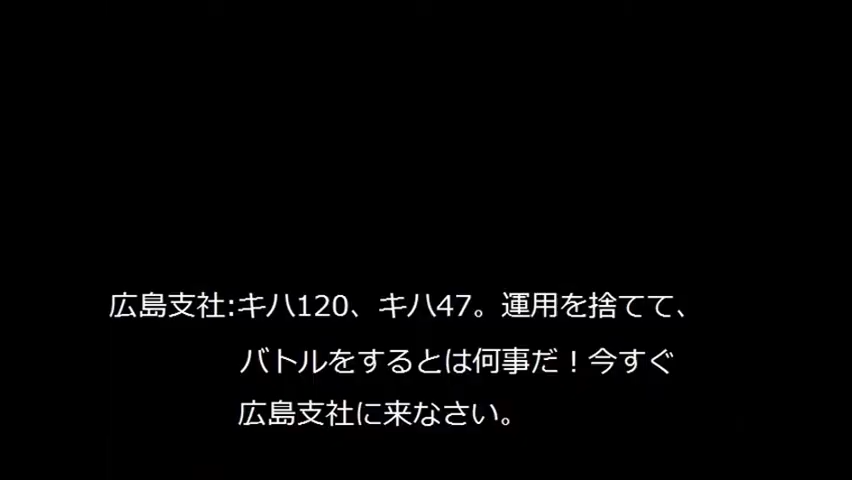 広島支社:キハ120、キハ47。運用を捨てて、
バトルをするとは何事だ！今すぐ
広島支社に来なさい。